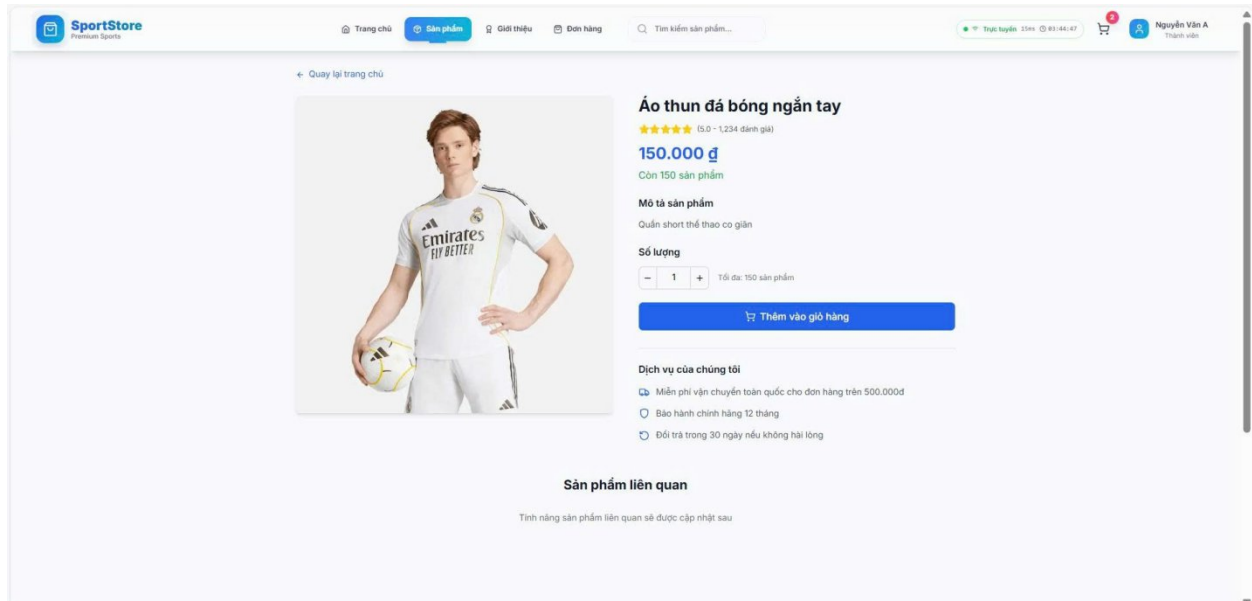 SportStore
Premium Sports
Trang chủ
Sản phẩm
Giới thiệu
Đơn hàng
Tìm kiếm sản phẩm...
Trực tuyến 15ms 03:44:47
2
Nguyễn Văn A
Thành viên
← Quay lại trang chủ
Emirates
FLY BETTER
Áo thun đá bóng ngắn tay
(5.0 - 1,234 đánh giá)
150.000 ₫
Còn 150 sản phẩm
Mô tả sản phẩm
Quần short thể thao co giãn
Số lượng
− 1 + Tối đa: 150 sản phẩm
Thêm vào giỏ hàng
Dịch vụ của chúng tôi
Miễn phí vận chuyển toàn quốc cho đơn hàng trên 500.000đ
Bảo hành chính hãng 12 tháng
Đổi trả trong 30 ngày nếu không hài lòng
Sản phẩm liên quan
Tính năng sản phẩm liên quan sẽ được cập nhật sau